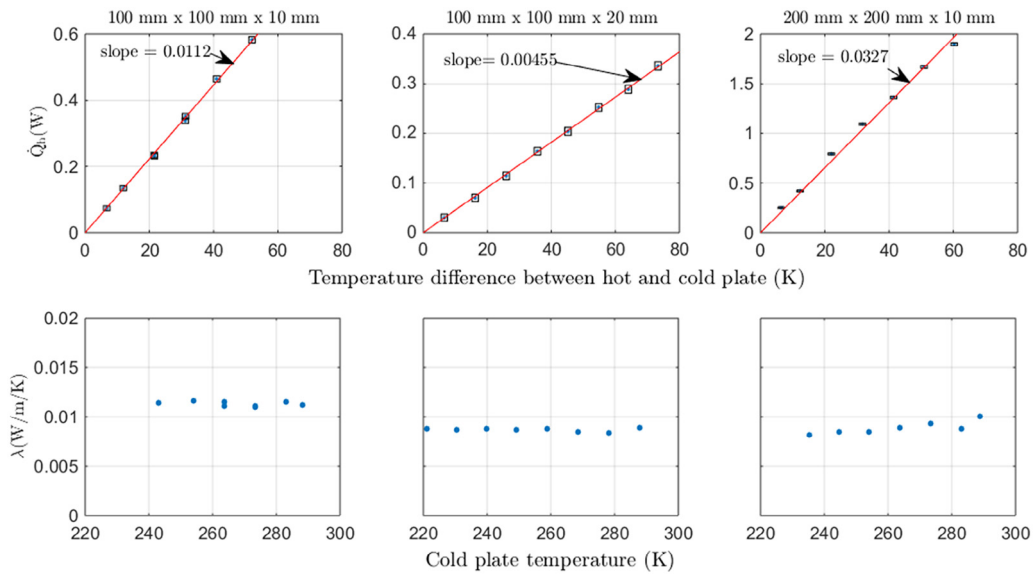 100 mm x 100 mm x 10 mm
100 mm x 100 mm x 20 mm
200 mm x 200 mm x 10 mm
0.6
0.4
0.2
0
slope = 0.0112
0 20 40 60 80
0.4
0.3
0.2
0.1
0
slope= 0.00455
0 20 40 60 80
2
1.5
1
0.5
0
slope = 0.0327
0 20 40 60 80
Q̇h(W)
Temperature difference between hot and cold plate (K)
0.02
0.015
0.01
0.005
0
λ(W/m/K)
220 240 260 280 300
220 240 260 280 300
220 240 260 280 300
Cold plate temperature (K)